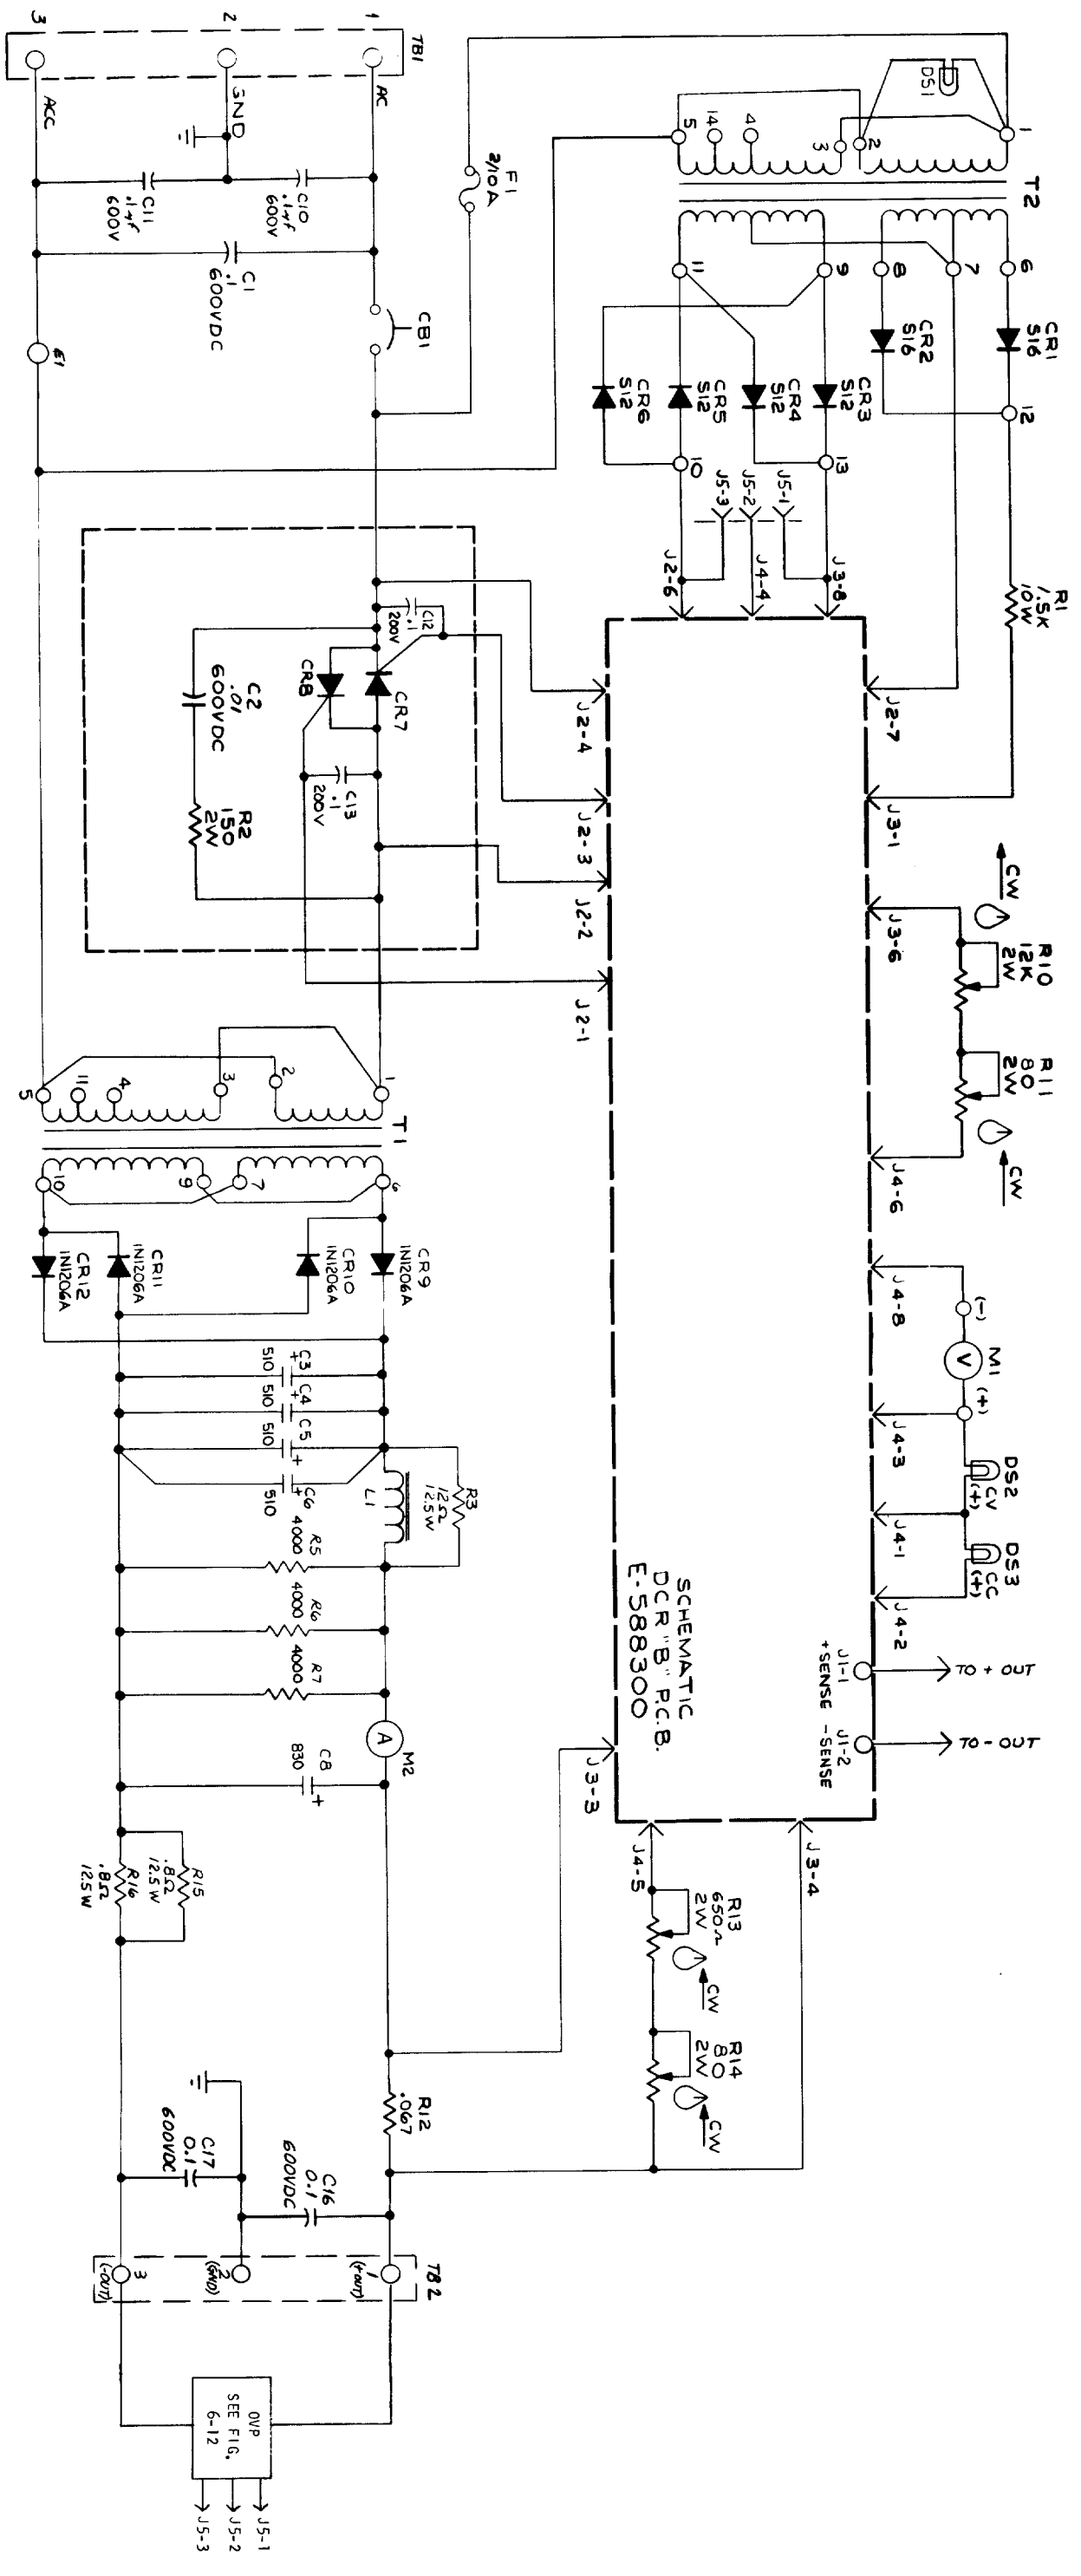 T2
1
2
3
4
14
5
DS1
6
7
8
9
11
CR1
S16
CR2
S16
12
CR3
S12
CR4
S12
CR5
S12
CR6
S12
13
10
J5-1
J5-2
J5-3
J3-8
J4-4
J2-6
R1
1.5K
10W
J2-7
J3-1
CW
J3-6
R10
12K
2W
R11
80
2W
CW
J4-6
J4-8
(-)
M1
V
(+)
J4-3
DS2
CV
(+)
J4-1
DS3
CC
(+)
J4-2
J1-1
+SENSE
TO + OUT
J1-2
-SENSE
TO - OUT
SCHEMATIC
DCR "B" P.C.B.
E-588300
J2-4
J2-3
J2-2
J2-1
J3-3
J4-5
J3-4
R13
650Ω
2W
CW
R14
80
2W
CW
F1
2/10A
TB1
1
2
3
AC
GND
ACC
C10
.1μf
600V
C11
.1μf
600V
C1
.1
600VDC
CB1
E1
C12
.1
200V
CR7
CR8
C13
.1
200V
C2
.01
600VDC
R2
150
2W
T1
1
2
3
4
11
5
6
7
9
10
CR9
1N1206A
CR10
1N1206A
CR11
1N1206A
CR12
1N1206A
C3
+
510
C4
+
510
C5
+
510
C6
+
510
L1
R3
12Ω
12.5W
R5
4000
R6
4000
R7
4000
M2
A
C8
+
830
R15
.8Ω
12.5W
R16
.8Ω
12.5W
R12
.067
C16
0.1
600VDC
C17
0.1
600VDC
TB2
1
(+OUT)
2
(GND)
3
(-OUT)
OVP
SEE FIG.
6-12
J5-1
J5-2
J5-3